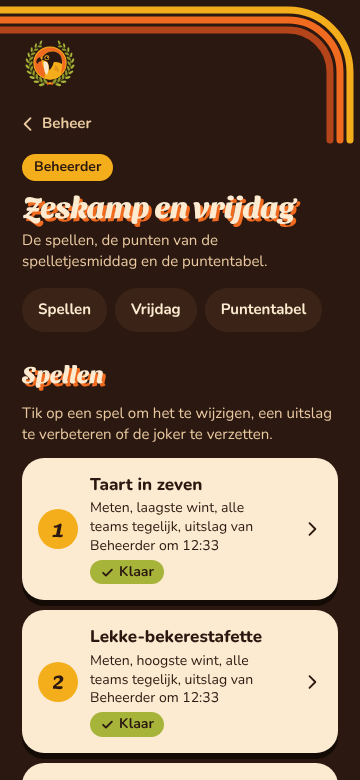 Beheer
Beheerder
Zeskamp en vrijdag
De spellen, de punten van de
spelletjesmiddag en de puntentabel.
Spellen
Vrijdag
Puntentabel
Spellen
Tik op een spel om het te wijzigen, een uitslag
te verbeteren of de joker te verzetten.
1
Taart in zeven
Meten, laagste wint, alle
teams tegelijk, uitslag van
Beheerder om 12:33
Klaar
2
Lekke-bekerestafette
Meten, hoogste wint, alle
teams tegelijk, uitslag van
Beheerder om 12:33
Klaar